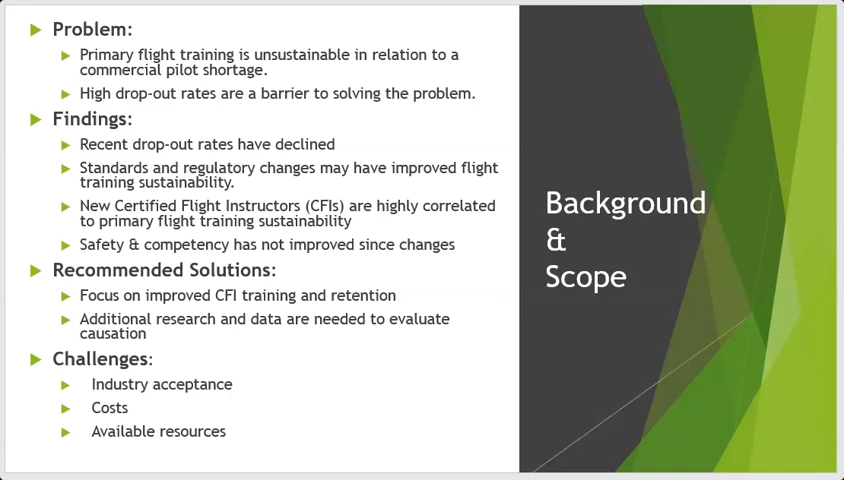 Problem:
Primary flight training is unsustainable in relation to a
commercial pilot shortage.
High drop-out rates are a barrier to solving the problem.
Findings:
Recent drop-out rates have declined
Standards and regulatory changes may have improved flight
training sustainability.
New Certified Flight Instructors (CFIs) are highly correlated
to primary flight training sustainability
Safety & competency has not improved since changes
Recommended Solutions:
Focus on improved CFI training and retention
Additional research and data are needed to evaluate
causation
Challenges:
Industry acceptance
Costs
Available resources
Background
&
Scope